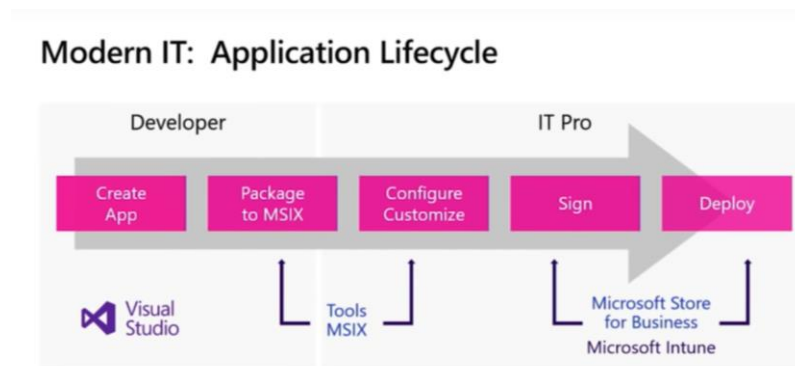 Modern IT: Application Lifecycle
Developer
IT Pro
Create
App
Package
to MSIX
Configure
Customize
Sign
Deploy
Visual
Studio
Tools
MSIX
Microsoft Store
for Business
Microsoft Intune